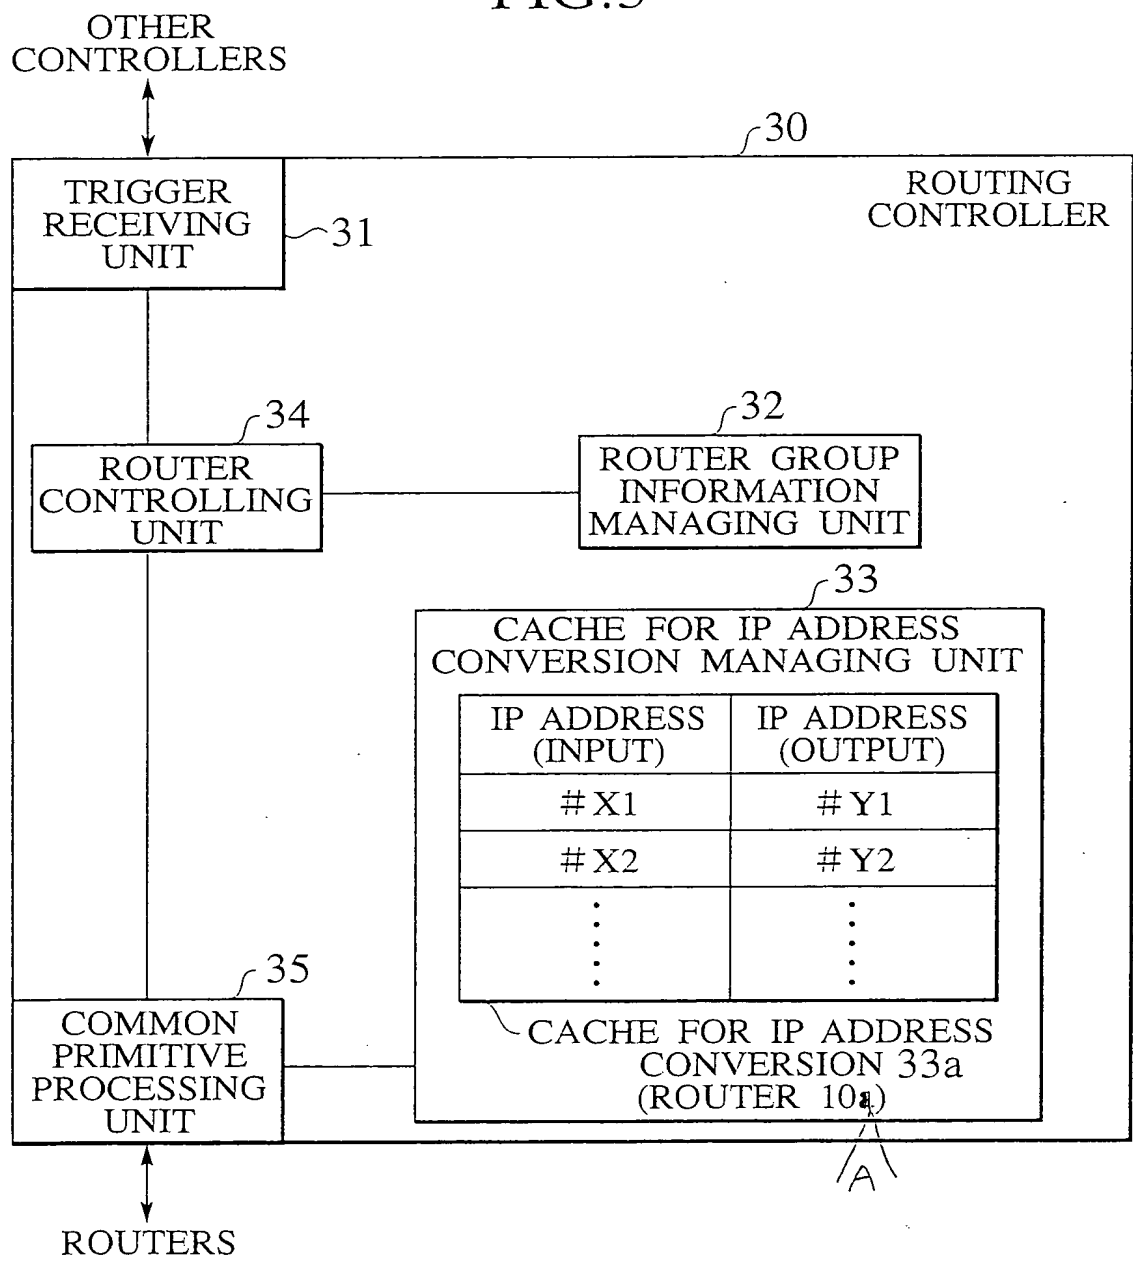 FIG.3
OTHER
CONTROLLERS
30
ROUTING
CONTROLLER
TRIGGER
RECEIVING
UNIT
31
34
ROUTER
CONTROLLING
UNIT
32
ROUTER GROUP
INFORMATION
MANAGING UNIT
33
CACHE FOR IP ADDRESS
CONVERSION MANAGING UNIT
IP ADDRESS
(INPUT)
IP ADDRESS
(OUTPUT)
#X1
#Y1
#X2
#Y2
CACHE FOR IP ADDRESS
CONVERSION 33a
(ROUTER 10a)
A
35
COMMON
PRIMITIVE
PROCESSING
UNIT
ROUTERS